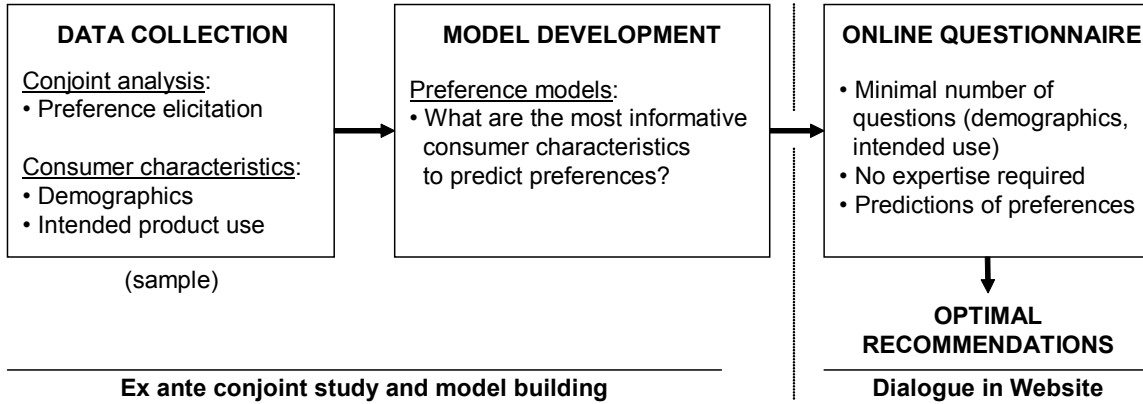 DATA COLLECTION
Conjoint analysis:
• Preference elicitation
Consumer characteristics:
• Demographics
• Intended product use
(sample)
MODEL DEVELOPMENT
Preference models:
• What are the most informative
consumer characteristics
to predict preferences?
ONLINE QUESTIONNAIRE
• Minimal number of
questions (demographics,
intended use)
• No expertise required
• Predictions of preferences
OPTIMAL
RECOMMENDATIONS
Ex ante conjoint study and model building
Dialogue in Website